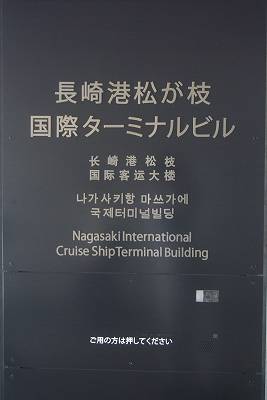 長崎港松が枝
国際ターミナルビル
长崎港松枝
国际客运大楼
나가사키항 마쓰가에
국제터미널빌딩
Nagasaki International
Cruise Ship Terminal Building
ご用の方は押してください